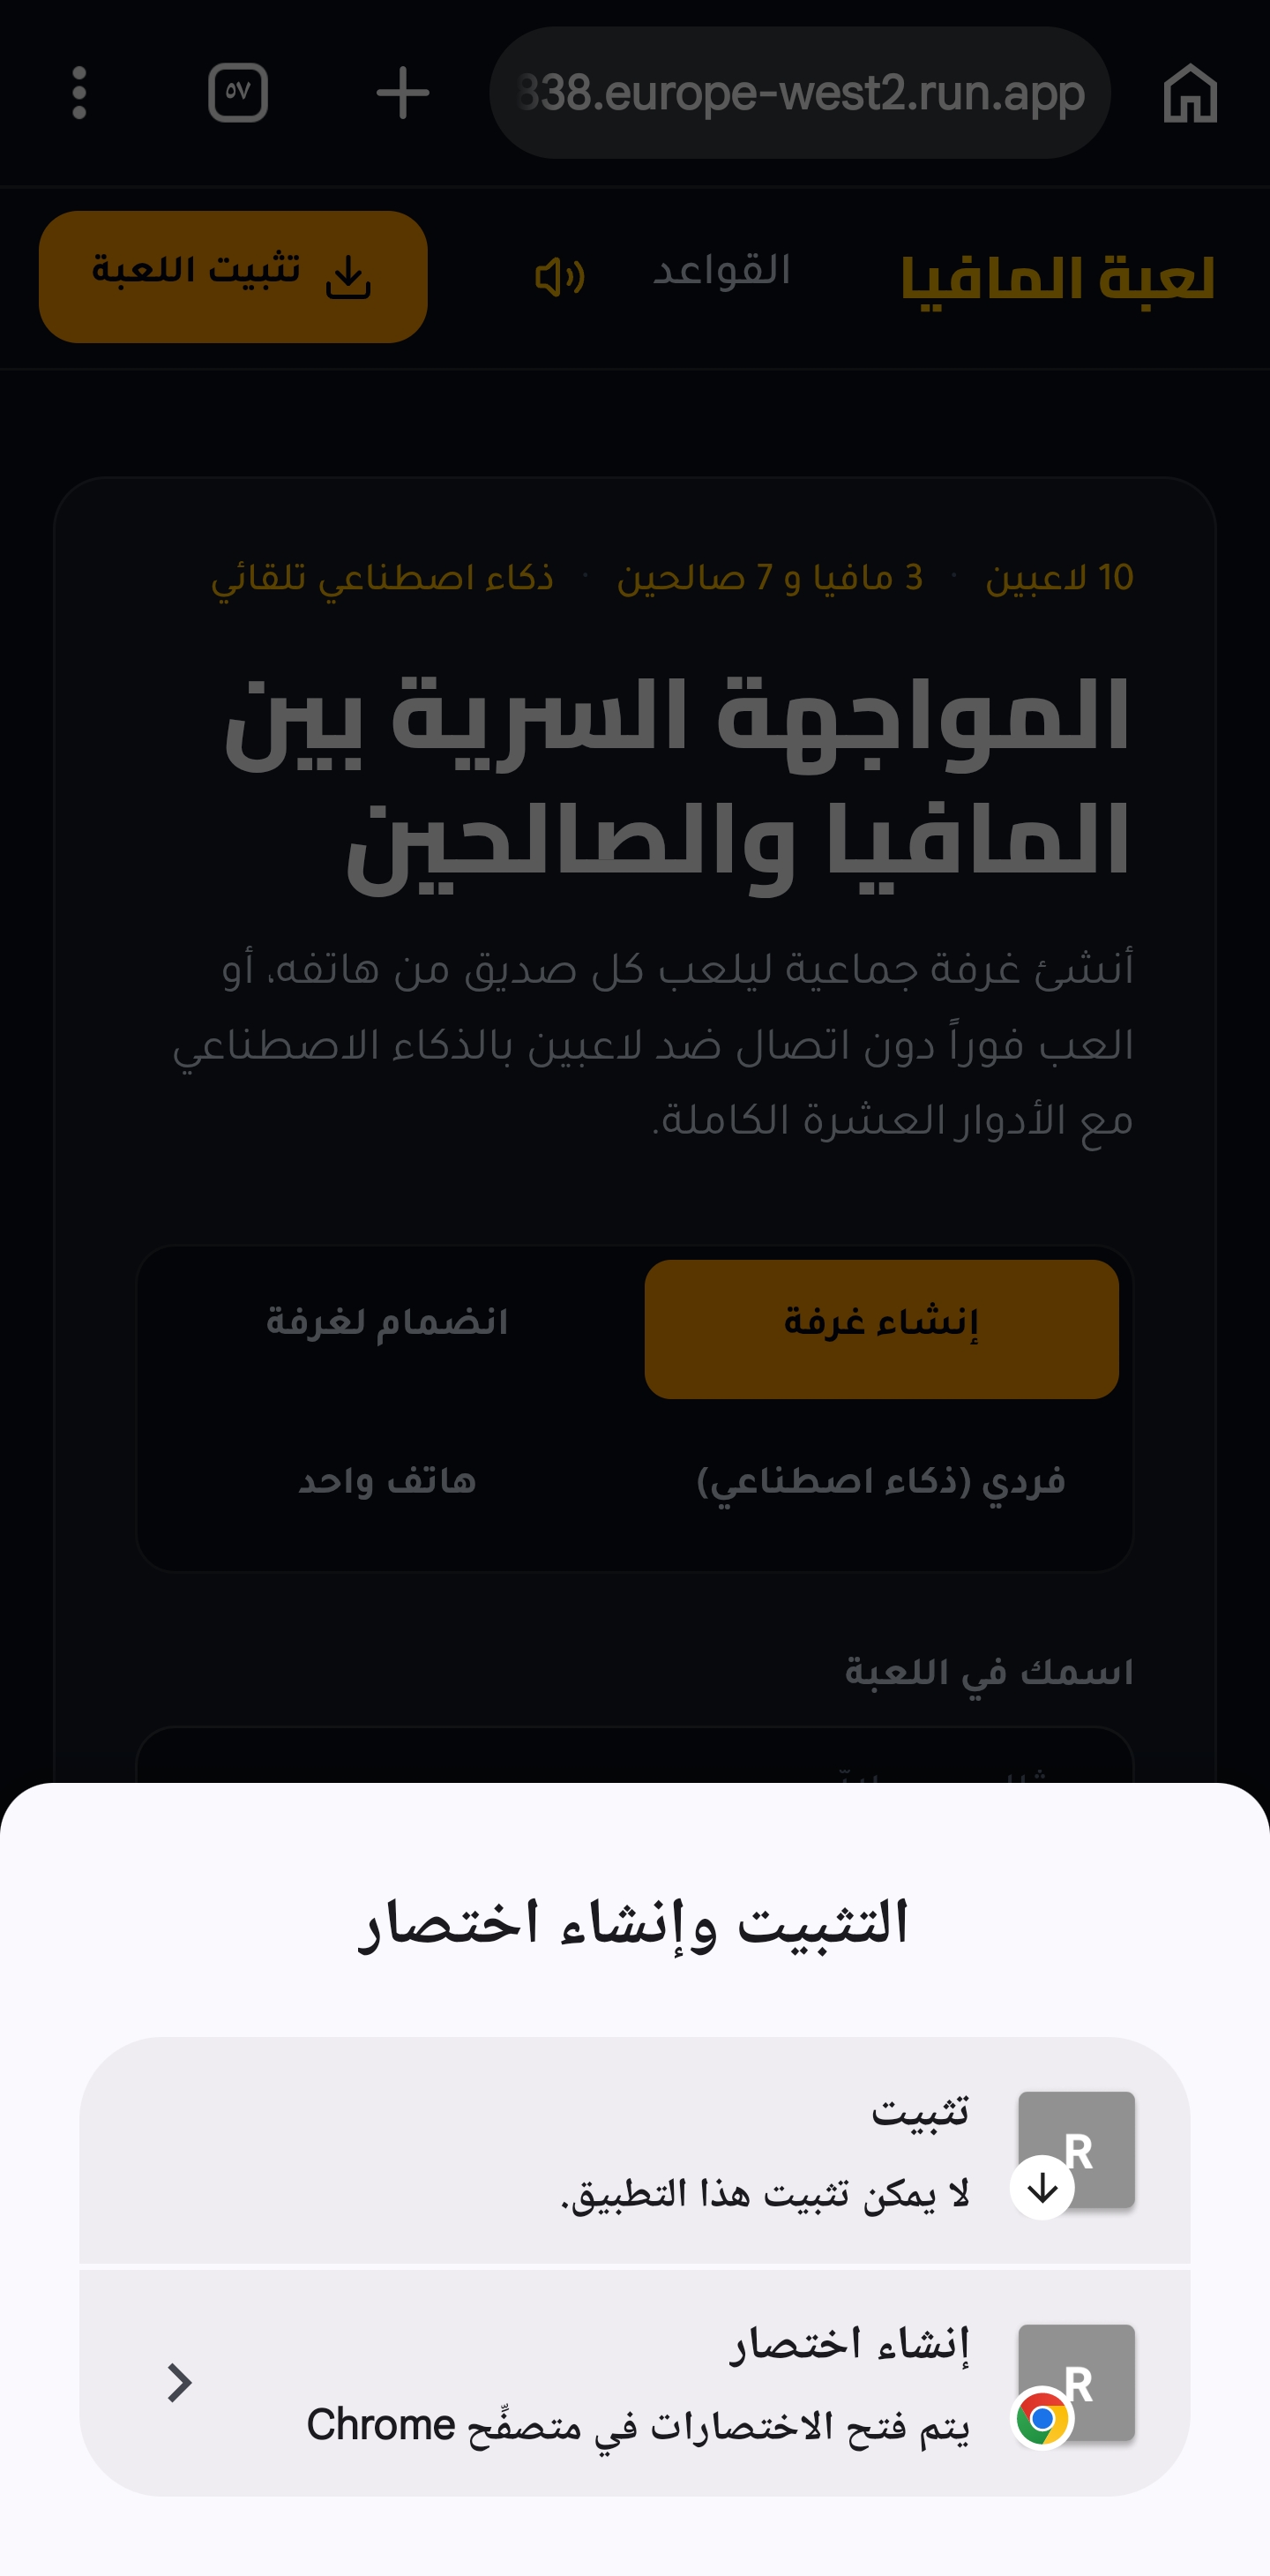 838.europe-west2.run.app
٥٧
لعبة المافيا
القواعد
تثبيت اللعبة
10 لاعبين · 3 مافيا و 7 صالحين · ذكاء اصطناعي تلقائي
المواجهة السرية بين
المافيا والصالحين
أنشئ غرفة جماعية ليلعب كل صديق من هاتفه، أو
العب فوراً دون اتصال ضد لاعبين بالذكاء الاصطناعي
مع الأدوار العشرة الكاملة.
إنشاء غرفة
انضمام لغرفة
فردي (ذكاء اصطناعي)
هاتف واحد
اسمك في اللعبة
التثبيت وإنشاء اختصار
R
تثبيت
لا يمكن تثبيت هذا التطبيق.
R
إنشاء اختصار
يتم فتح الاختصارات في متصفِّح Chrome